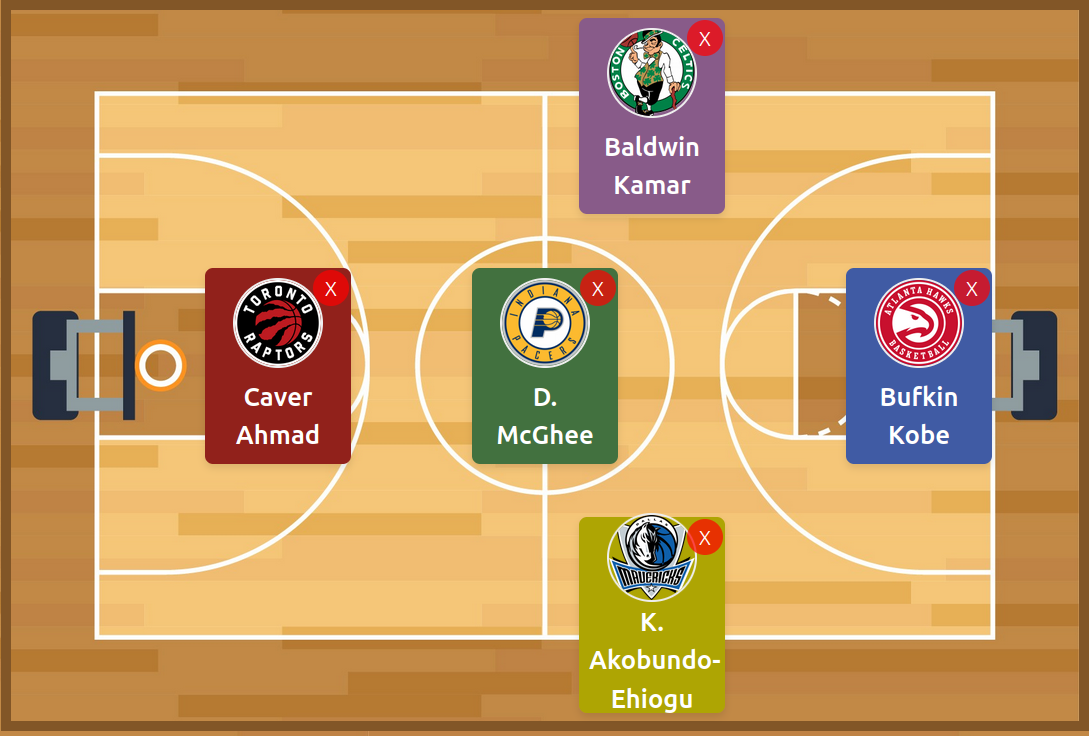 BOSTON CELTICS
X
Baldwin
Kamar
TORONTO
RAPTORS
X
Caver
Ahmad
INDIANA
PACERS
X
D.
McGhee
ATLANTA HAWKS
BASKETBALL
X
Bufkin
Kobe
DALLAS
MAVERICKS
X
K.
Akobundo-
Ehiogu